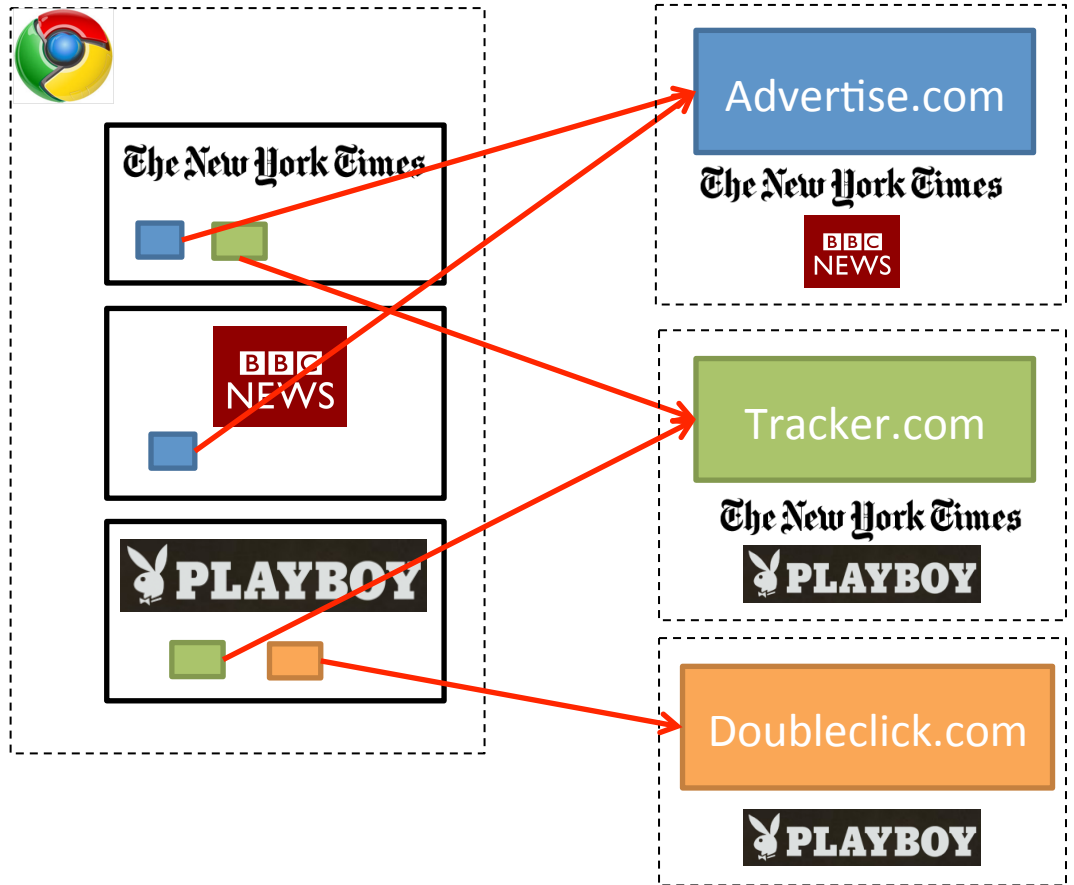 The New York Times
BBC
NEWS
PLAYBOY
Advertise.com
The New York Times
BBC
NEWS
Tracker.com
The New York Times
PLAYBOY
Doubleclick.com
PLAYBOY